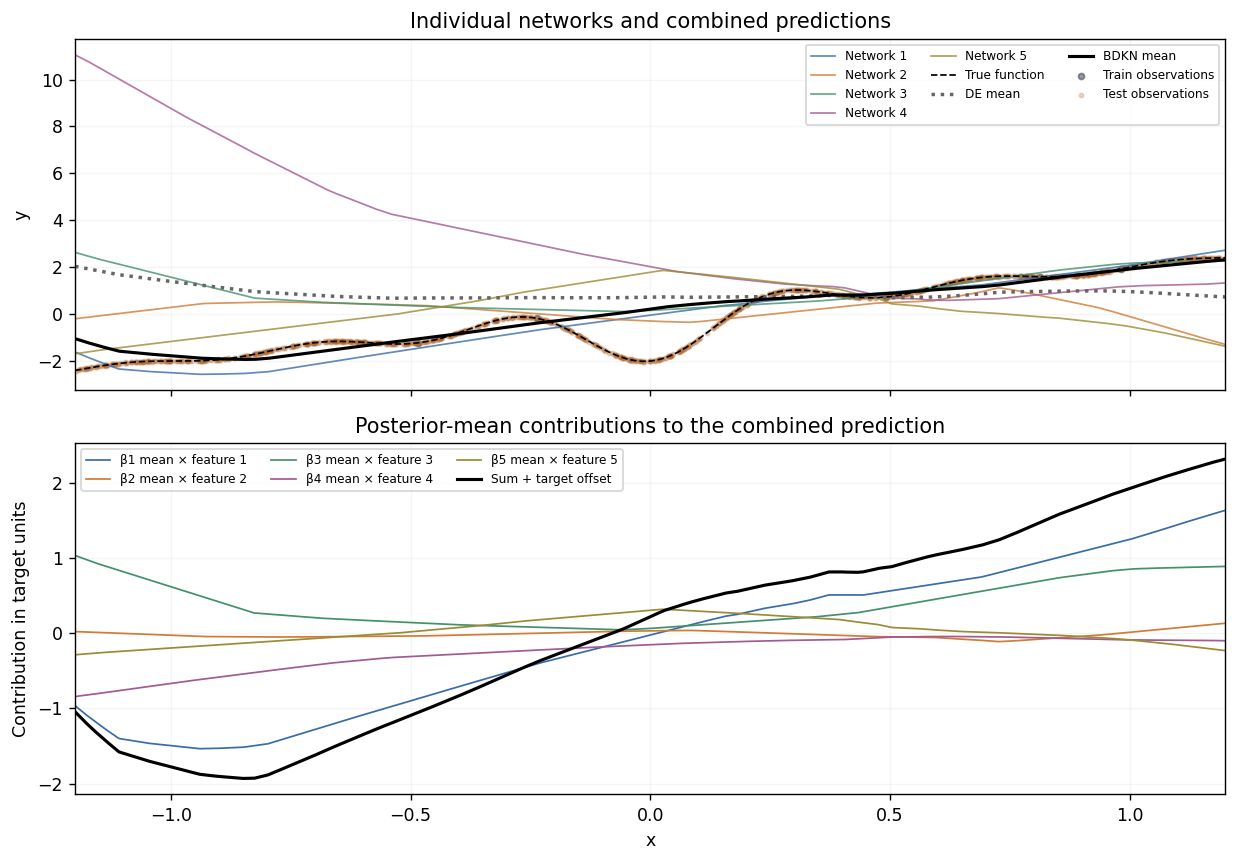 Individual networks and combined predictions
Network 1
Network 2
Network 3
Network 4
Network 5
True function
DE mean
BDKN mean
Train observations
Test observations
y
10
8
6
4
2
0
−2
Posterior-mean contributions to the combined prediction
β1 mean × feature 1
β2 mean × feature 2
β3 mean × feature 3
β4 mean × feature 4
β5 mean × feature 5
Sum + target offset
Contribution in target units
2
1
0
−1
−2
−1.0
−0.5
0.0
0.5
1.0
x